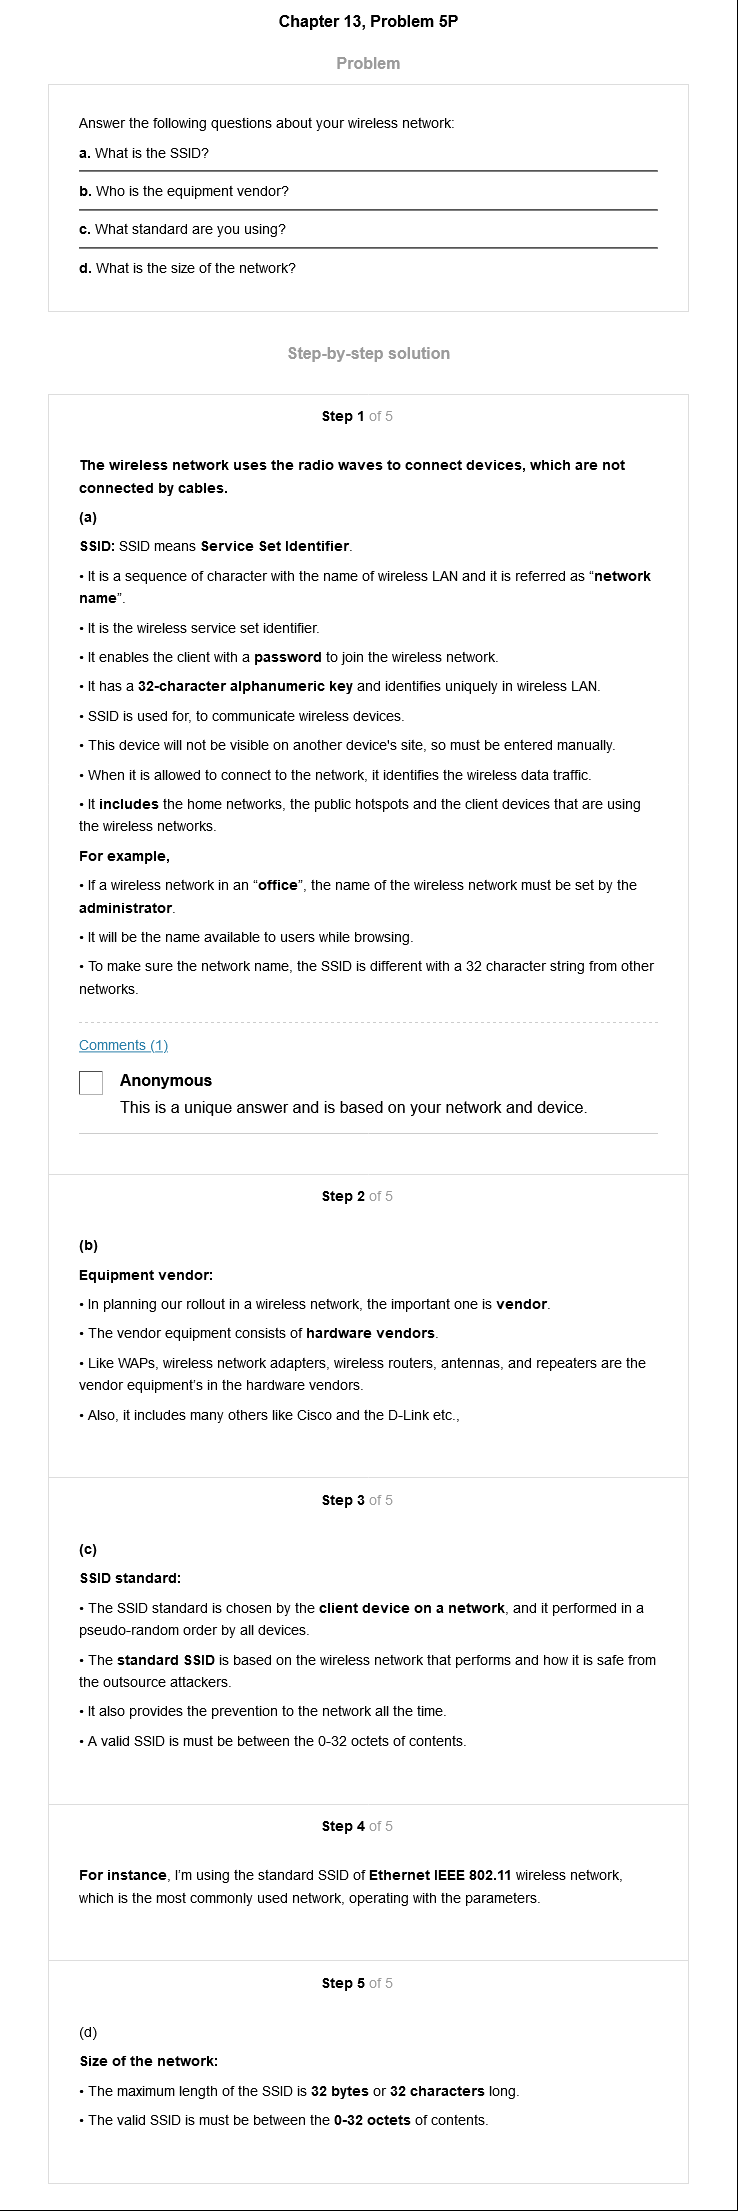 Chapter 13, Problem 5P
Problem
Answer the following questions about your wireless network:
a. What is the SSID?
b. Who is the equipment vendor?
c. What standard are you using?
d. What is the size of the network?
Step-by-step solution
Step 1 of 5
The wireless network uses the radio waves to connect devices, which are not
connected by cables.
(a)
SSID: SSID means Service Set Identifier.
• It is a sequence of character with the name of wireless LAN and it is referred as “network
name”.
• It is the wireless service set identifier.
• It enables the client with a password to join the wireless network.
• It has a 32-character alphanumeric key and identifies uniquely in wireless LAN.
• SSID is used for, to communicate wireless devices.
• This device will not be visible on another device's site, so must be entered manually.
• When it is allowed to connect to the network, it identifies the wireless data traffic.
• It includes the home networks, the public hotspots and the client devices that are using
the wireless networks.
For example,
• If a wireless network in an “office”, the name of the wireless network must be set by the
administrator.
• It will be the name available to users while browsing.
• To make sure the network name, the SSID is different with a 32 character string from other
networks.
Comments (1)
Anonymous
This is a unique answer and is based on your network and device.
Step 2 of 5
(b)
Equipment vendor:
• In planning our rollout in a wireless network, the important one is vendor.
• The vendor equipment consists of hardware vendors.
• Like WAPs, wireless network adapters, wireless routers, antennas, and repeaters are the
vendor equipment's in the hardware vendors.
• Also, it includes many others like Cisco and the D-Link etc.,
Step 3 of 5
(c)
SSID standard:
• The SSID standard is chosen by the client device on a network, and it performed in a
pseudo-random order by all devices.
• The standard SSID is based on the wireless network that performs and how it is safe from
the outsource attackers.
• It also provides the prevention to the network all the time.
• A valid SSID is must be between the 0-32 octets of contents.
Step 4 of 5
For instance, I'm using the standard SSID of Ethernet IEEE 802.11 wireless network,
which is the most commonly used network, operating with the parameters.
Step 5 of 5
(d)
Size of the network:
• The maximum length of the SSID is 32 bytes or 32 characters long.
• The valid SSID is must be between the 0-32 octets of contents.